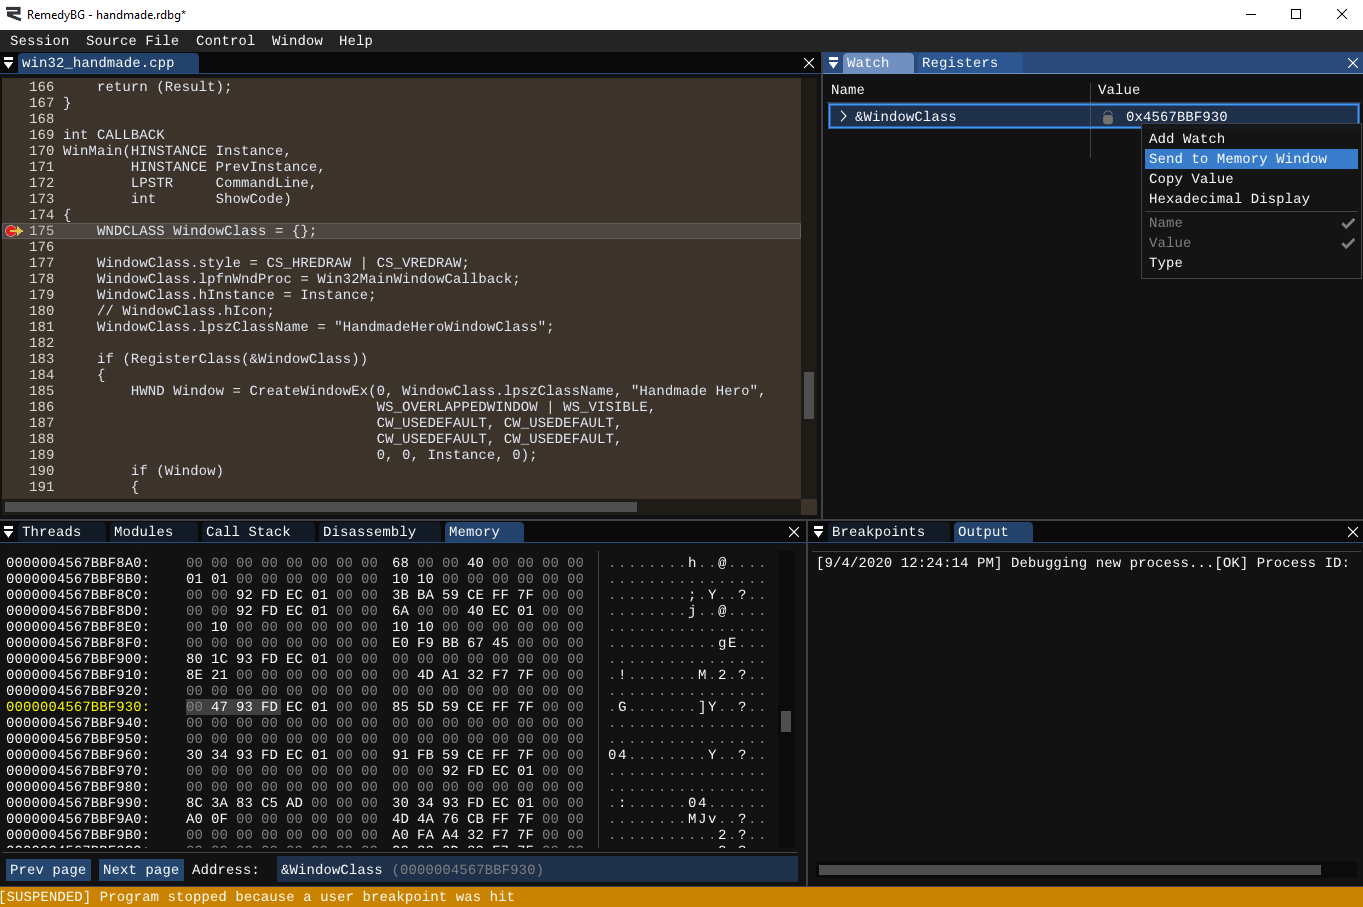 RemedyBG - handmade.rdbg*
Session Source File Control Window Help
win32_handmade.cpp
166     return (Result);
167 }
168
169 int CALLBACK
170 WinMain(HINSTANCE Instance,
171         HINSTANCE PrevInstance,
172         LPSTR     CommandLine,
173         int       ShowCode)
174 {
175     WNDCLASS WindowClass = {};
176
177     WindowClass.style = CS_HREDRAW | CS_VREDRAW;
178     WindowClass.lpfnWndProc = Win32MainWindowCallback;
179     WindowClass.hInstance = Instance;
180     // WindowClass.hIcon;
181     WindowClass.lpszClassName = "HandmadeHeroWindowClass";
182
183     if (RegisterClass(&WindowClass))
184     {
185         HWND Window = CreateWindowEx(0, WindowClass.lpszClassName, "Handmade Hero",
186                                      WS_OVERLAPPEDWINDOW | WS_VISIBLE,
187                                      CW_USEDEFAULT, CW_USEDEFAULT,
188                                      CW_USEDEFAULT, CW_USEDEFAULT,
189                                      0, 0, Instance, 0);
190         if (Window)
191         {
Watch Registers
Name Value
&WindowClass 0x4567BBF930
Add Watch
Send to Memory Window
Copy Value
Hexadecimal Display
Name
Value
Type
Threads Modules Call Stack Disassembly Memory
0000004567BBF8A0: 00 00 00 00 00 00 00 00 68 00 00 40 00 00 00 00 ........h..@....
0000004567BBF8B0: 01 01 00 00 00 00 00 00 10 10 00 00 00 00 00 00 ................
0000004567BBF8C0: 00 00 92 FD EC 01 00 00 3B BA 59 CE FF 7F 00 00 ........;.Y..?..
0000004567BBF8D0: 00 00 92 FD EC 01 00 00 6A 00 00 40 EC 01 00 00 ........j..@....
0000004567BBF8E0: 00 10 00 00 00 00 00 00 10 10 00 00 00 00 00 00 ................
0000004567BBF8F0: 00 00 00 00 00 00 00 00 E0 F9 BB 67 45 00 00 00 ...........gE...
0000004567BBF900: 80 1C 93 FD EC 01 00 00 00 00 00 00 00 00 00 00 ................
0000004567BBF910: 8E 21 00 00 00 00 00 00 00 4D A1 32 F7 7F 00 00 .!.......M.2.?..
0000004567BBF920: 00 00 00 00 00 00 00 00 00 00 00 00 00 00 00 00 ................
0000004567BBF930: 00 47 93 FD EC 01 00 00 85 5D 59 CE FF 7F 00 00 .G.......]Y..?..
0000004567BBF940: 00 00 00 00 00 00 00 00 00 00 00 00 00 00 00 00 ................
0000004567BBF950: 00 00 00 00 00 00 00 00 00 00 00 00 00 00 00 00 ................
0000004567BBF960: 30 34 93 FD EC 01 00 00 91 FB 59 CE FF 7F 00 00 04........Y..?..
0000004567BBF970: 00 00 00 00 00 00 00 00 00 00 92 FD EC 01 00 00 ................
0000004567BBF980: 00 00 00 00 00 00 00 00 00 00 00 00 00 00 00 00 ................
0000004567BBF990: 8C 3A 83 C5 AD 00 00 00 30 34 93 FD EC 01 00 00 .:......04......
0000004567BBF9A0: A0 0F 00 00 00 00 00 00 4D 4A 76 CB FF 7F 00 00 ........MJv..?..
0000004567BBF9B0: 00 00 00 00 00 00 00 00 A0 FA A4 32 F7 7F 00 00 ...........2.?..
Prev page Next page Address: &WindowClass (0000004567BBF930)
Breakpoints Output
[9/4/2020 12:24:14 PM] Debugging new process...[OK] Process ID:
[SUSPENDED] Program stopped because a user breakpoint was hit